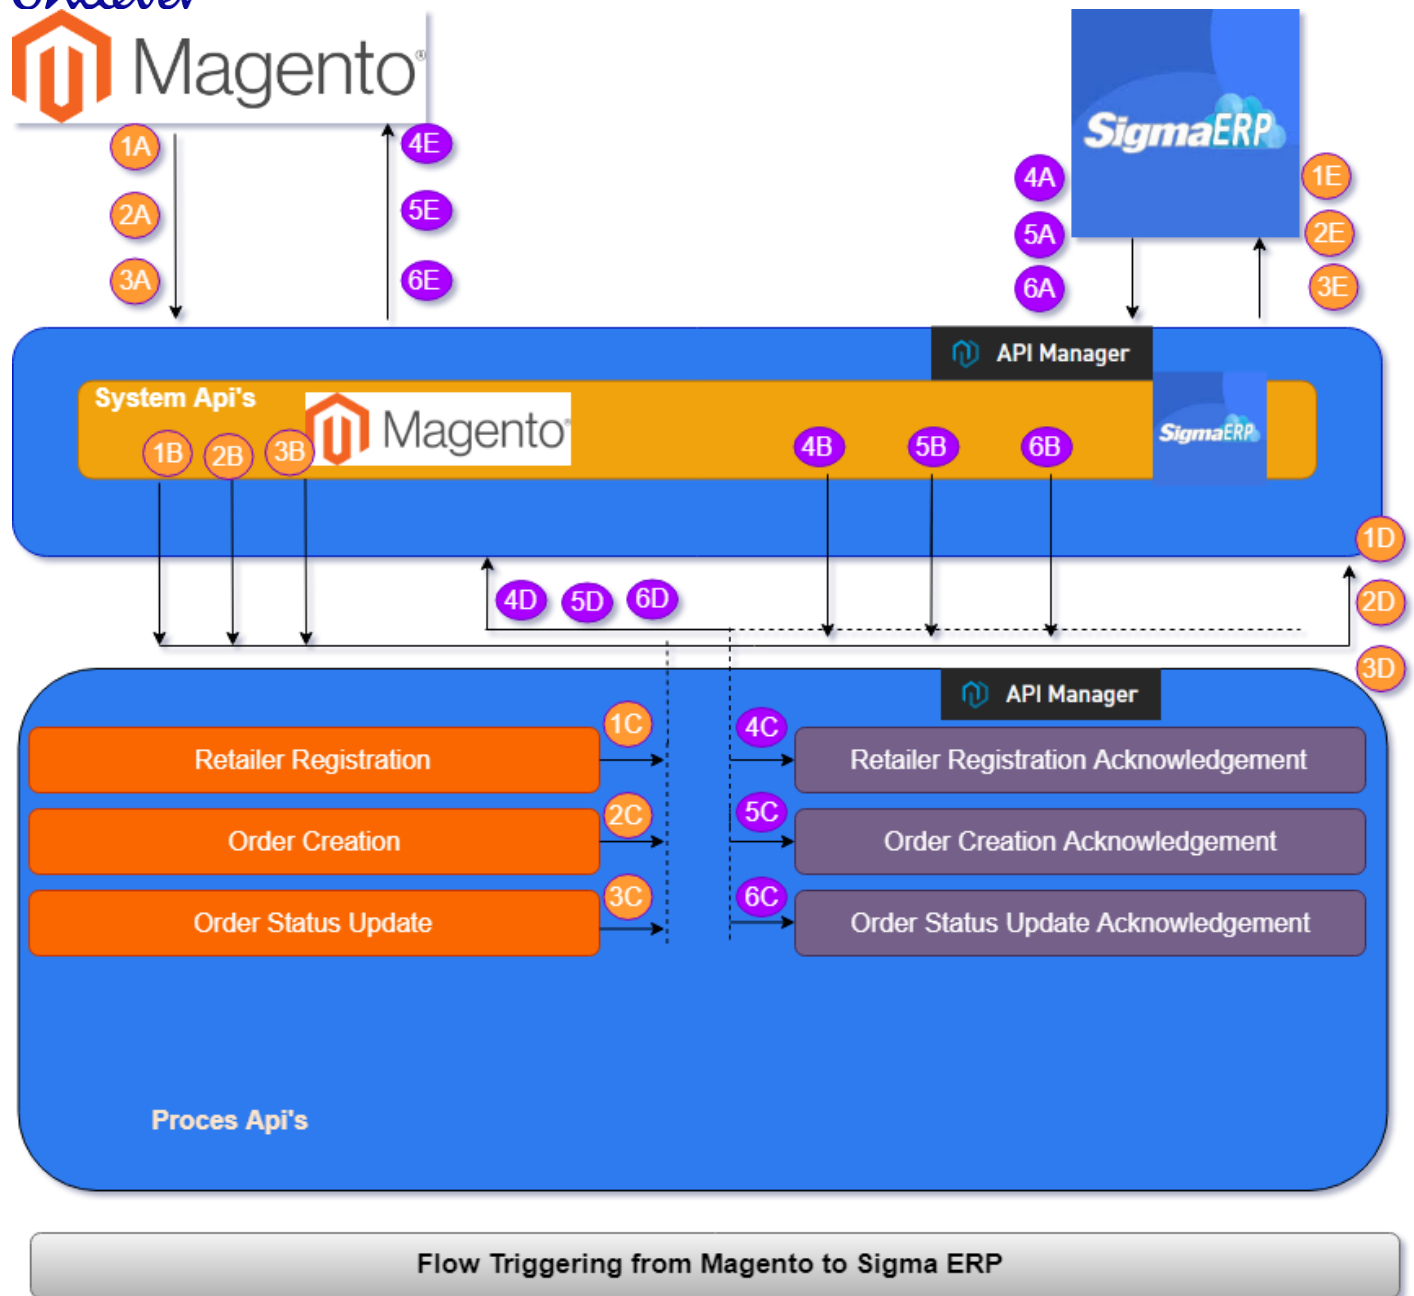 Unilever
Magento
SigmaERP
1A
4E
4A
1E
2A
5E
5A
2E
3A
6E
6A
3E
API Manager
System Api's
Magento
SigmaERP
1B
2B
3B
4B
5B
6B
1D
4D
5D
6D
2D
3D
API Manager
1C
4C
Retailer Registration
Retailer Registration Acknowledgement
2C
5C
Order Creation
Order Creation Acknowledgement
3C
6C
Order Status Update
Order Status Update Acknowledgement
Proces Api's
Flow Triggering from Magento to Sigma ERP